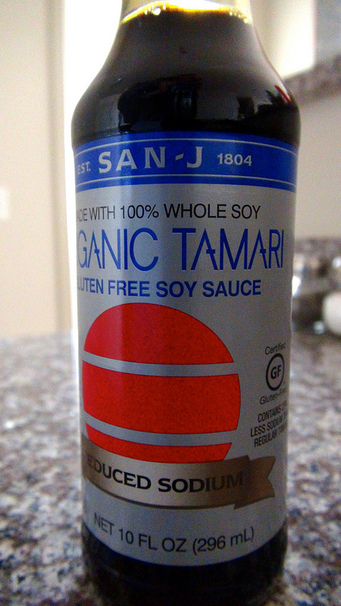 EST. SAN-J 1804
ADE WITH 100% WHOLE SOY
GANIC TAMARI
LUTEN FREE SOY SAUCE
Certified
GF
Gluten-Free
CONTAINS
LESS SODIUM
REGULAR
EDUCED SODIUM
NET 10 FL OZ (296 mL)